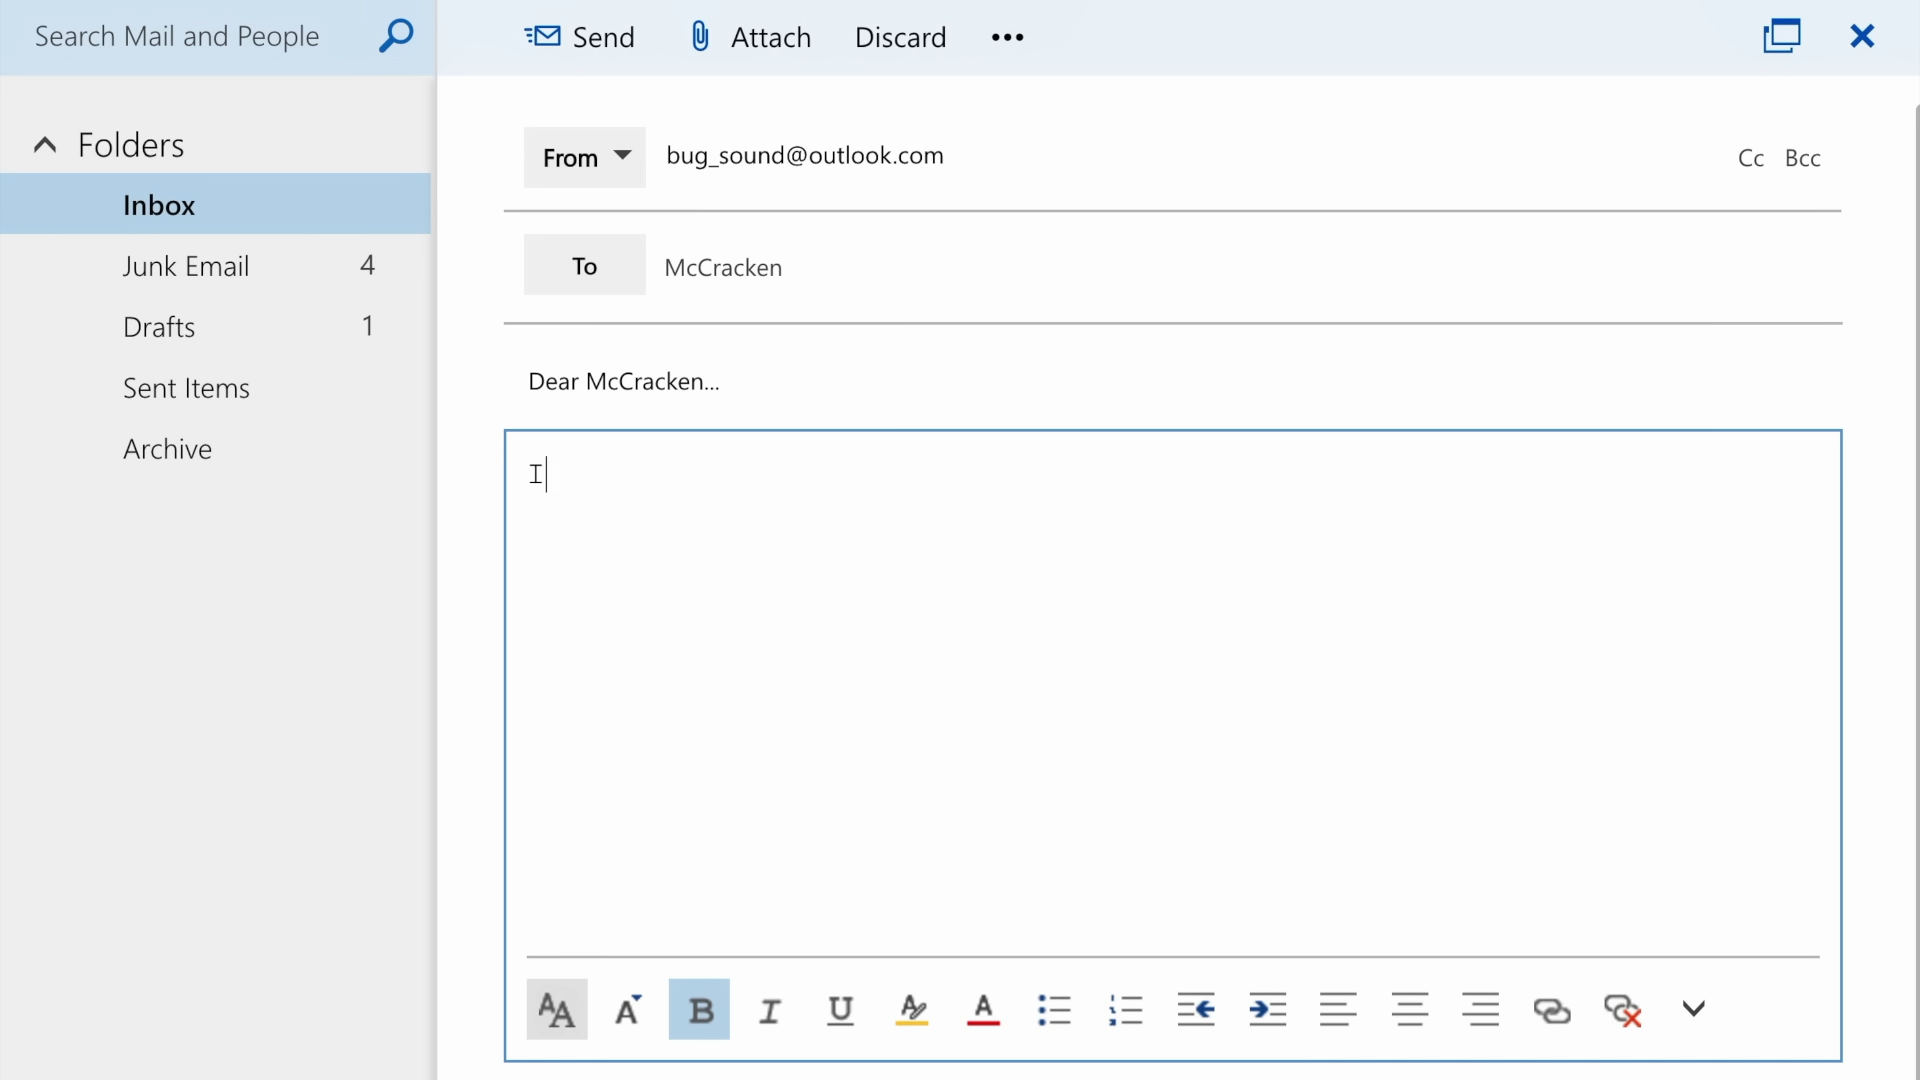 Search Mail and People
Send
Attach
Discard
Folders
Inbox
Junk Email 4
Drafts 1
Sent Items
Archive
From bug_sound@outlook.com
Cc Bcc
To McCracken
Dear McCracken...
I